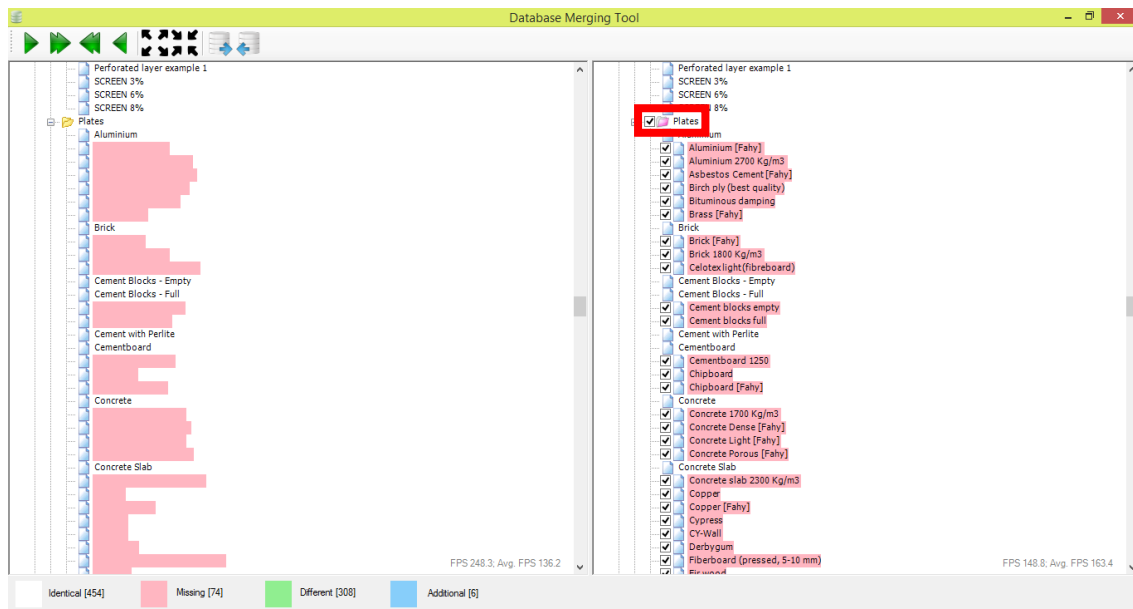 Database Merging Tool
Perforated layer example 1
SCREEN 3%
SCREEN 6%
SCREEN 8%
Plates
Aluminium
Brick
Cement Blocks - Empty
Cement Blocks - Full
Cement with Perlite
Cementboard
Concrete
Concrete Slab
FPS 248.3; Avg. FPS 136.2
Perforated layer example 1
SCREEN 3%
SCREEN 6%
8%
Plates
Aluminium [Fahy]
Aluminium 2700 Kg/m3
Asbestos Cement [Fahy]
Birch ply (best quality)
Bituminous damping
Brass [Fahy]
Brick
Brick [Fahy]
Brick 1800 Kg/m3
Celotex light (fibreboard)
Cement Blocks - Empty
Cement Blocks - Full
Cement blocks empty
Cement blocks full
Cement with Perlite
Cementboard
Cementboard 1250
Chipboard
Chipboard [Fahy]
Concrete
Concrete 1700 Kg/m3
Concrete Dense [Fahy]
Concrete Light [Fahy]
Concrete Porous [Fahy]
Concrete Slab
Concrete slab 2300 Kg/m3
Copper
Copper [Fahy]
Cypress
CY-Wall
Derbygum
Fiberboard (pressed, 5-10 mm)
Fir wood
FPS 148.8; Avg. FPS 163.4
Identical [454]
Missing [74]
Different [308]
Additional [6]